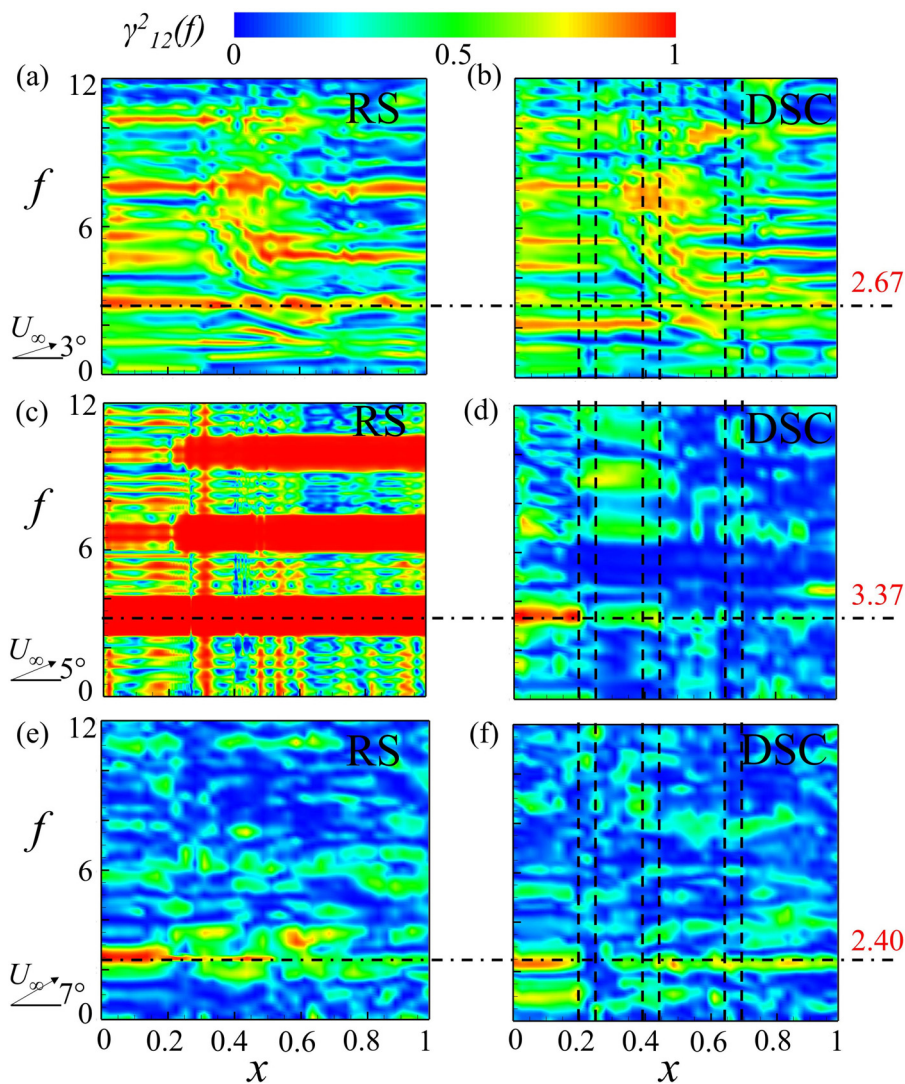 γ²₁₂(f)
0 0.5 1
(a) (b)
12 RS DSC
f
6
2.67
U∞ 3°
0
(c) (d)
12 RS DSC
f
6
3.37
U∞ 5°
0
(e) (f)
12 RS DSC
f
6
2.40
U∞ 7°
0
0 0.2 0.4 0.6 0.8 1 0 0.2 0.4 0.6 0.8 1
x x